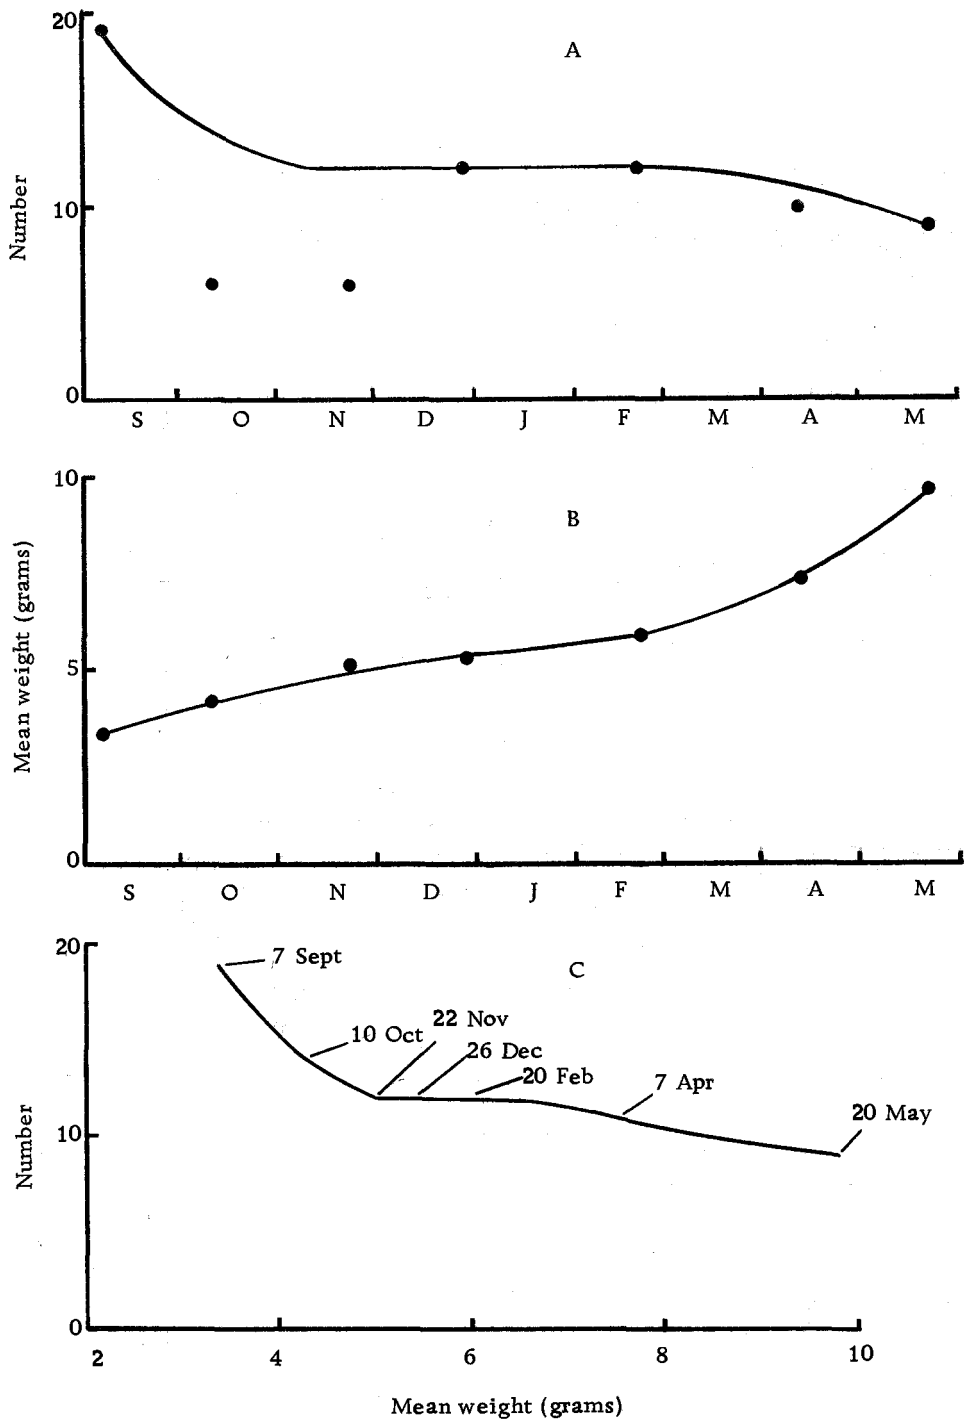 20
A
Number
10
0
S O N D J F M A M
10
B
Mean weight (grams)
5
0
S O N D J F M A M
20
7 Sept
C
22 Nov
10 Oct
26 Dec
20 Feb
7 Apr
20 May
Number
10
0
2 4 6 8 10
Mean weight (grams)